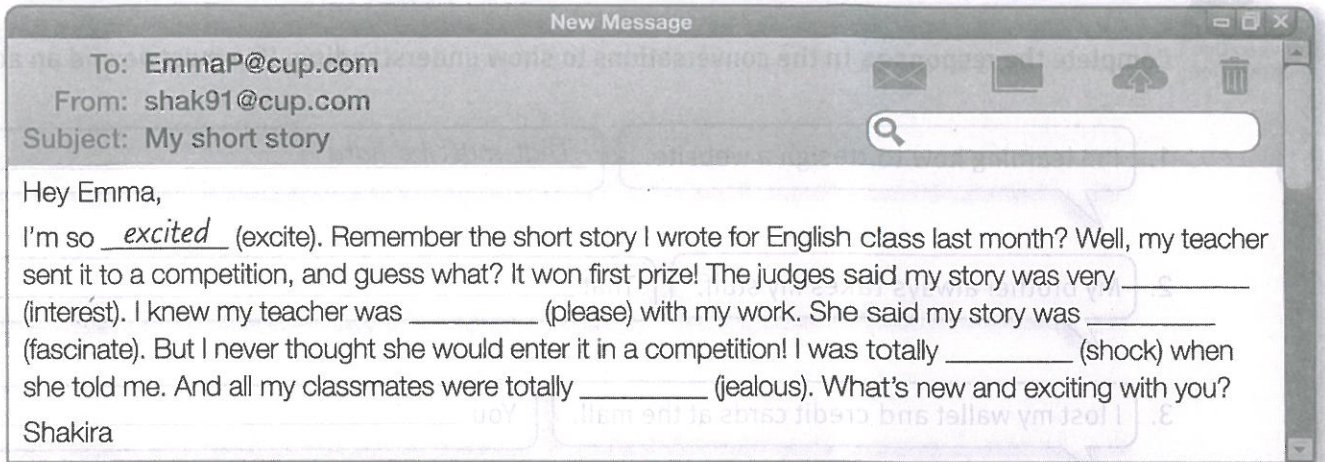 New Message
To: EmmaP@cup.com
From: shak91@cup.com
Subject: My short story
Hey Emma,
I'm so excited (excite). Remember the short story I wrote for English class last month? Well, my teacher
sent it to a competition, and guess what? It won first prize! The judges said my story was very ________
(interest). I knew my teacher was ________ (please) with my work. She said my story was ________
(fascinate). But I never thought she would enter it in a competition! I was totally ________ (shock) when
she told me. And all my classmates were totally ________ (jealous). What's new and exciting with you?
Shakira